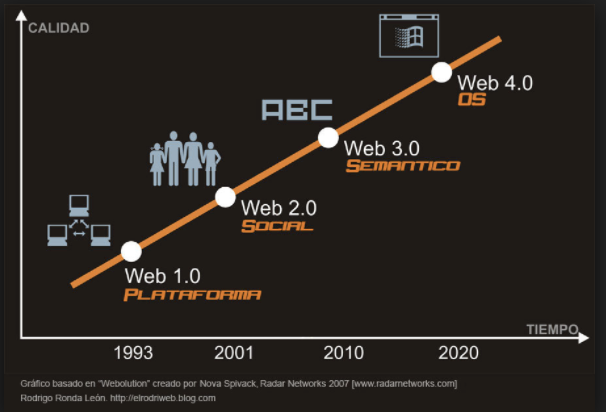 CALIDAD
Web 4.0
OS
ABC
Web 3.0
SEMANTICO
Web 2.0
SOCIAL
Web 1.0
PLATAFORMA
TIEMPO
1993 2001 2010 2020
Gráfico basado en "Webolution" creado por Nova Spivack, Radar Networks 2007 [www.radarnetworks.com]
Rodrigo Ronda León. http://elrodriweb.blog.com